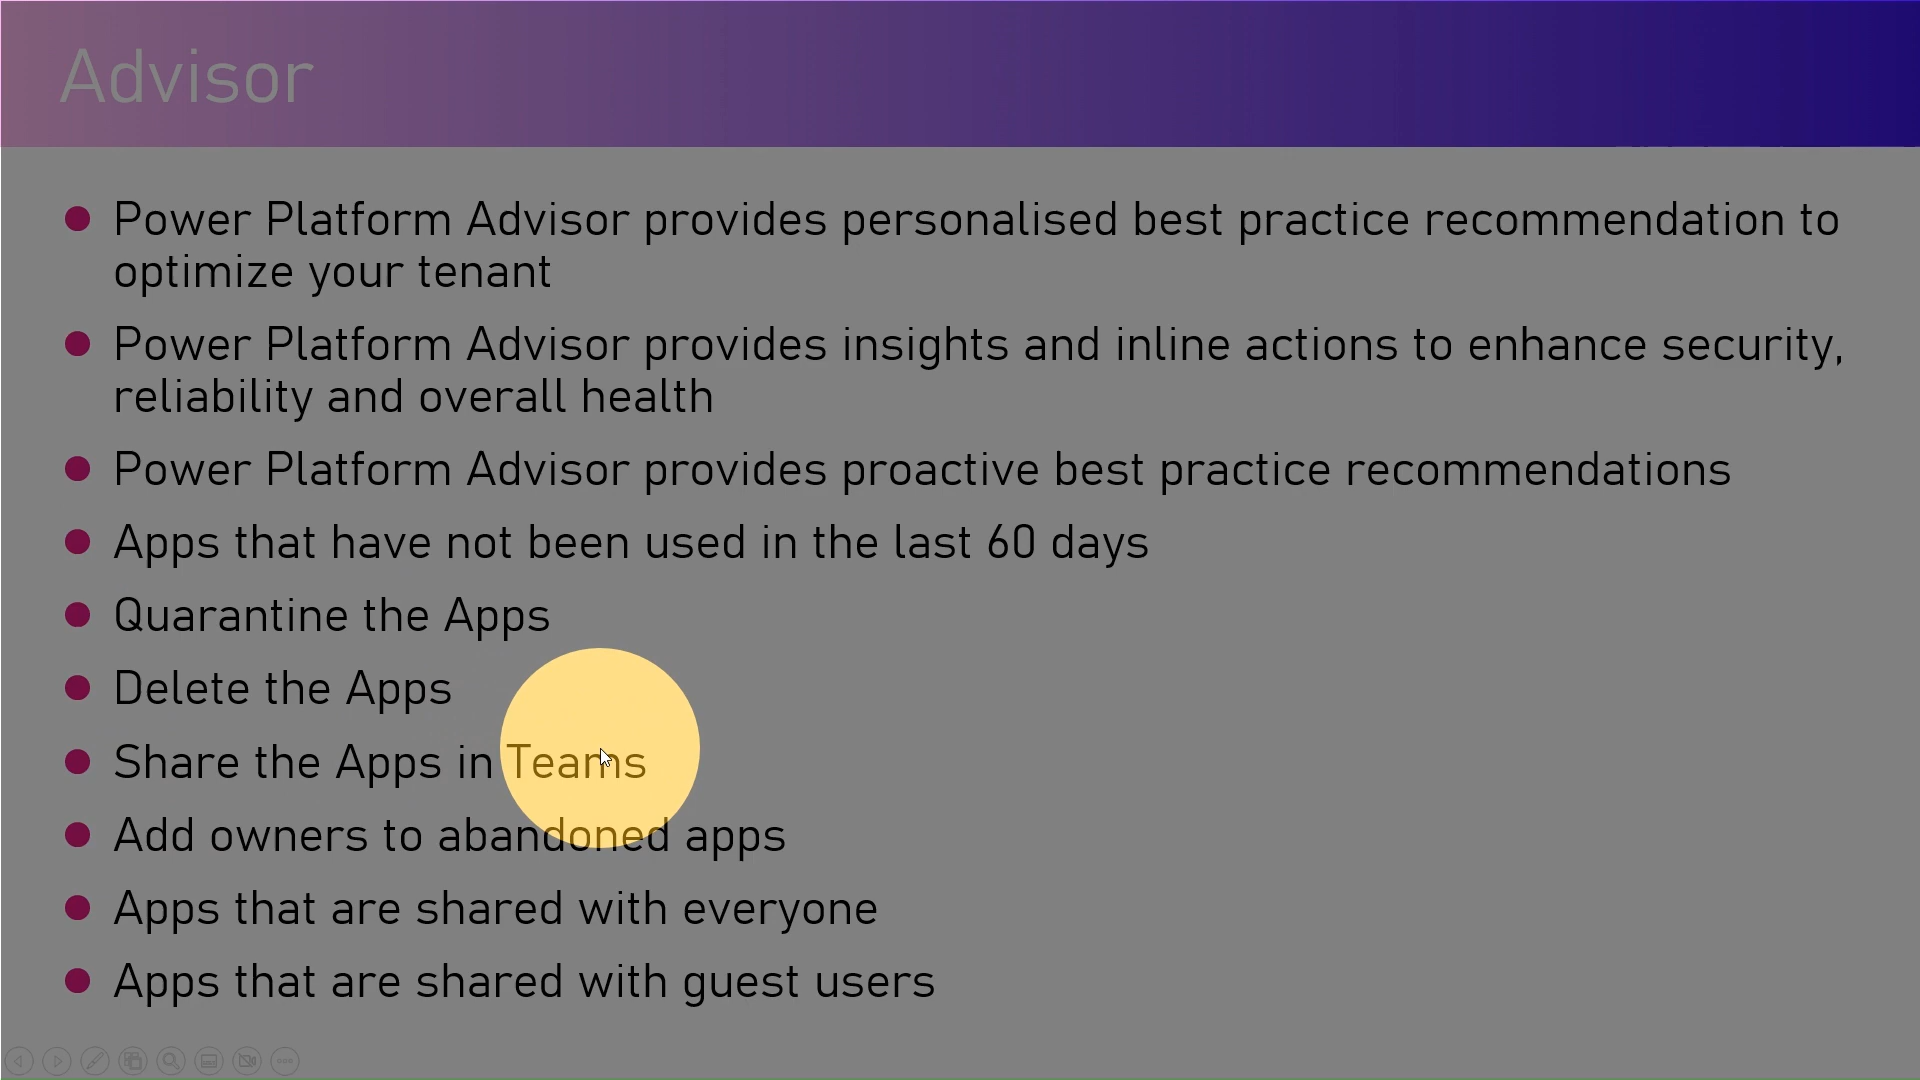 Advisor
Power Platform Advisor provides personalised best practice recommendation to
optimize your tenant
Power Platform Advisor provides insights and inline actions to enhance security,
reliability and overall health
Power Platform Advisor provides proactive best practice recommendations
Apps that have not been used in the last 60 days
Quarantine the Apps
Delete the Apps
Share the Apps in Teams
Add owners to abandoned apps
Apps that are shared with everyone
Apps that are shared with guest users